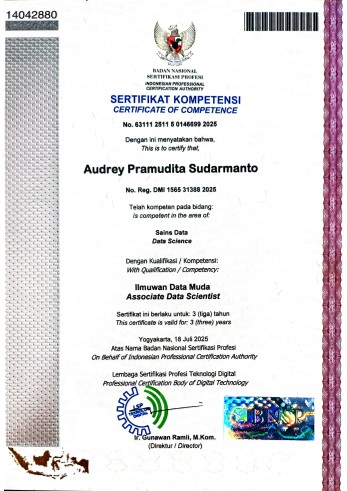 14042880
BADAN NASIONAL
SERTIFIKASI PROFESI
INDONESIAN PROFESSIONAL
CERTIFICATION AUTHORITY
SERTIFIKAT KOMPETENSI
CERTIFICATE OF COMPETENCE
No. 63111 2511 5 0146699 2025
Dengan ini menyatakan bahwa,
This is to certify that,
Audrey Pramudita Sudarmanto
No. Reg. DMI 1565 31388 2025
Telah kompeten pada bidang:
is competent in the area of:
Sains Data
Data Science
Dengan Kualifikasi / Kompetensi:
With Qualification / Competency:
Ilmuwan Data Muda
Associate Data Scientist
Sertifikat ini berlaku untuk: 3 (tiga) tahun
This certificate is valid for: 3 (three) years
Yogyakarta, 18 Juli 2025
Atas Nama Badan Nasional Sertifikasi Profesi
On Behalf of Indonesian Professional Certification Authority
Lembaga Sertifikasi Profesi Teknologi Digital
Professional Certification Body of Digital Technology
LSP
BNSP
Ir. Gunawan Ramli, M.Kom.
(Direktur / Director)